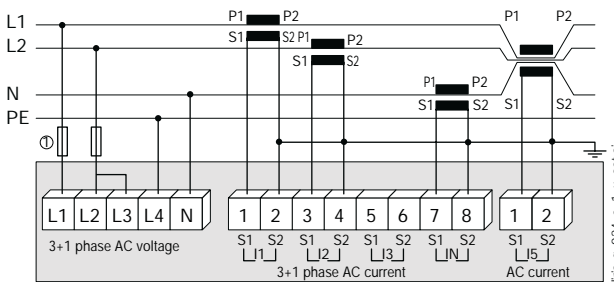 L1 P1 P2 P1 P2
S1 S2 P1 P2
L2 S1 S2
N P1 P2
S1 S2 S1 S2
PE
①
L1 L2 L3 L4 N 1 2 3 4 5 6 7 8 1 2
S1 S2 S1 S2 S1 S2 S1 S2 S1 S2
I1 I2 I3 IN I5
3+1 phase AC voltage 3+1 phase AC current AC current